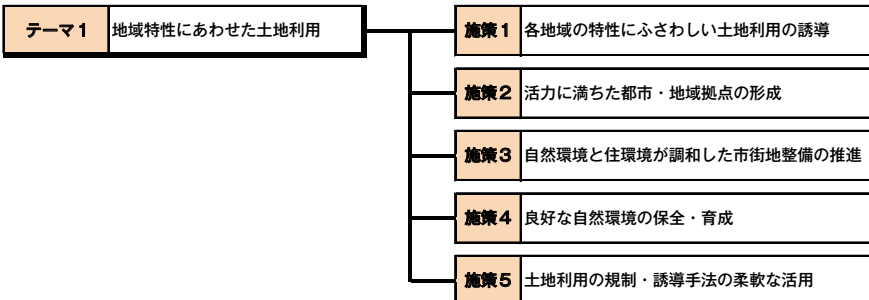 テーマ1 地域特性にあわせた土地利用
施策1 各地域の特性にふさわしい土地利用の誘導
施策2 活力に満ちた都市・地域拠点の形成
施策3 自然環境と住環境が調和した市街地整備の推進
施策4 良好な自然環境の保全・育成
施策5 土地利用の規制・誘導手法の柔軟な活用